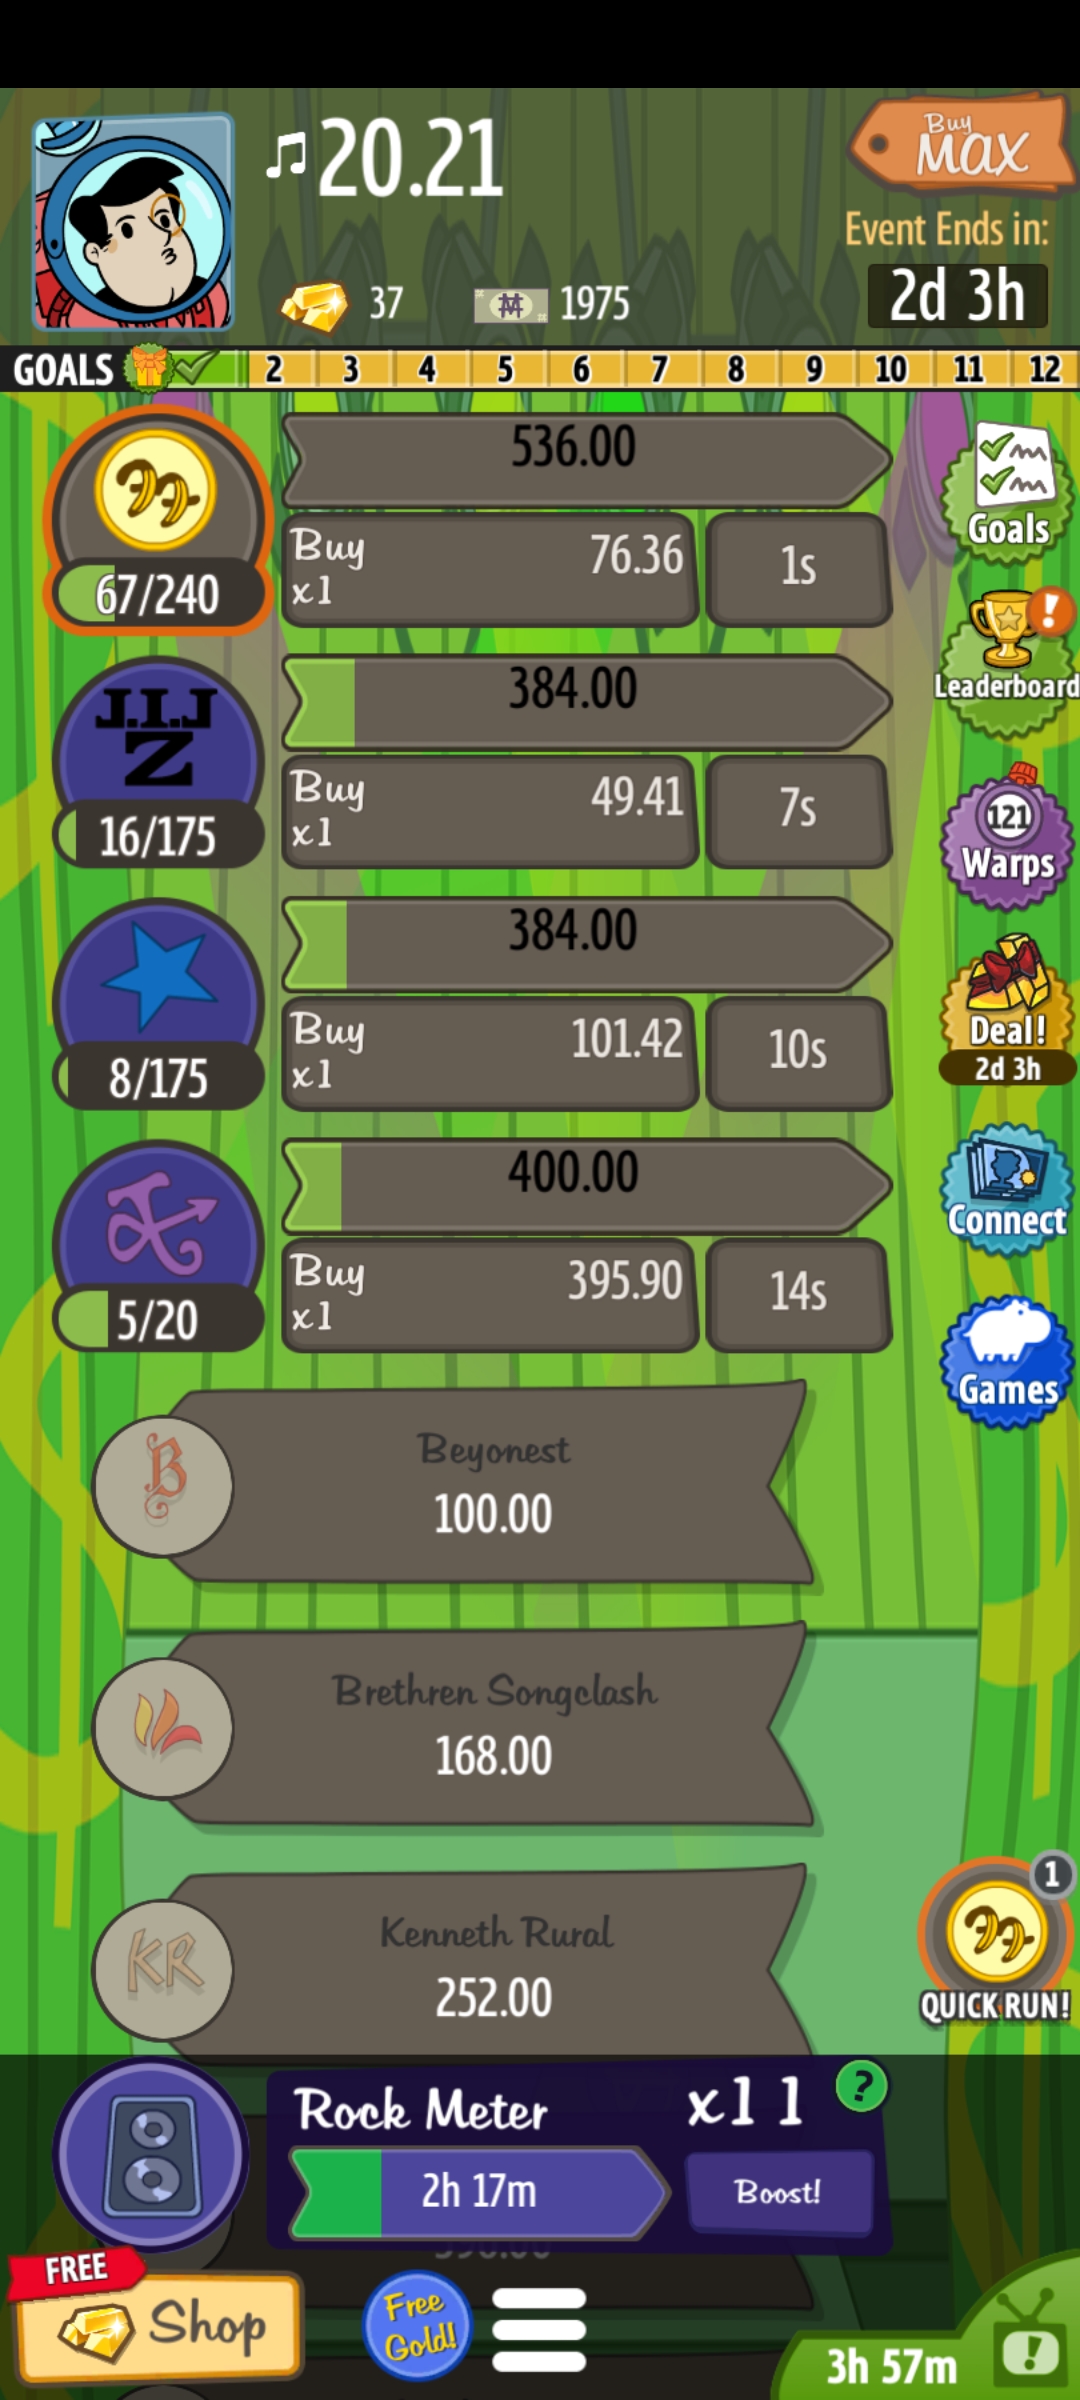 ♫20.21
Buy
MAX
Event Ends in:
2d 3h
37
1975
GOALS 2 3 4 5 6 7 8 9 10 11 12
536.00
67/240
Buy
x1
76.36
1s
Goals
J.I.J
Z
384.00
16/175
Buy
x1
49.41
7s
Leaderboard
384.00
8/175
Buy
x1
101.42
10s
121
Warps
400.00
5/20
Buy
x1
395.90
14s
Deal!
2d 3h
Connect
Games
B
Beyonest
100.00
Brethren Songclash
168.00
KR
Kenneth Rural
252.00
1
QUICK RUN!
Rock Meter
x11
?
2h 17m
Boost!
FREE
Shop
Free
Gold!
3h 57m